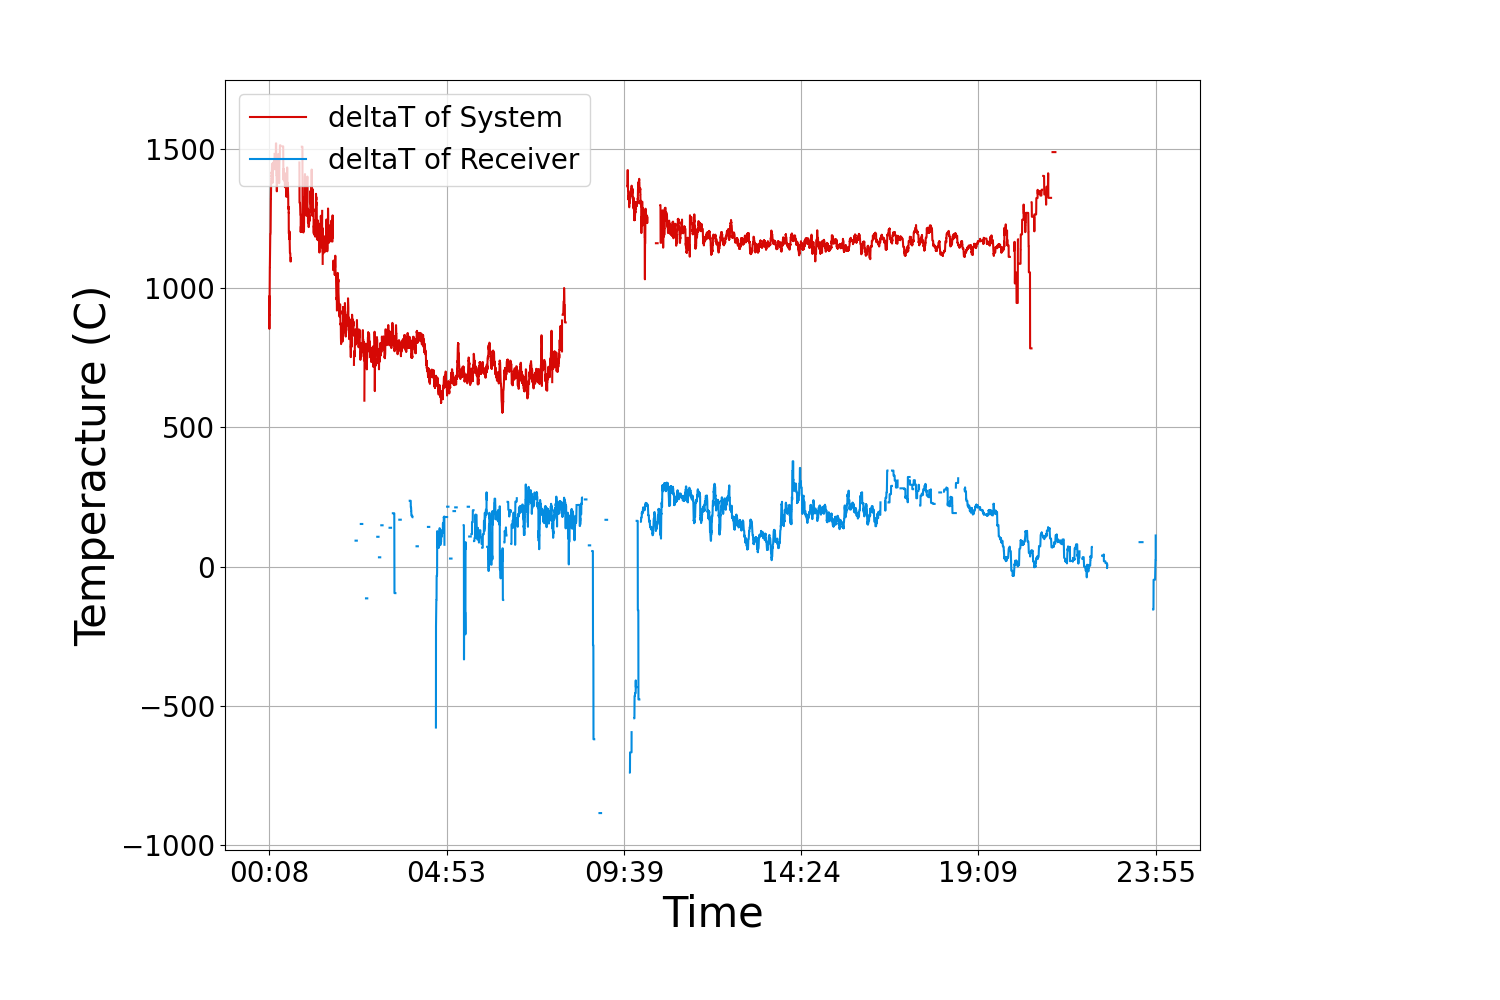 deltaT of System
deltaT of Receiver
1500
1000
500
0
−500
−1000
Temperacture (C)
00:08 04:53 09:39 14:24 19:09 23:55
Time